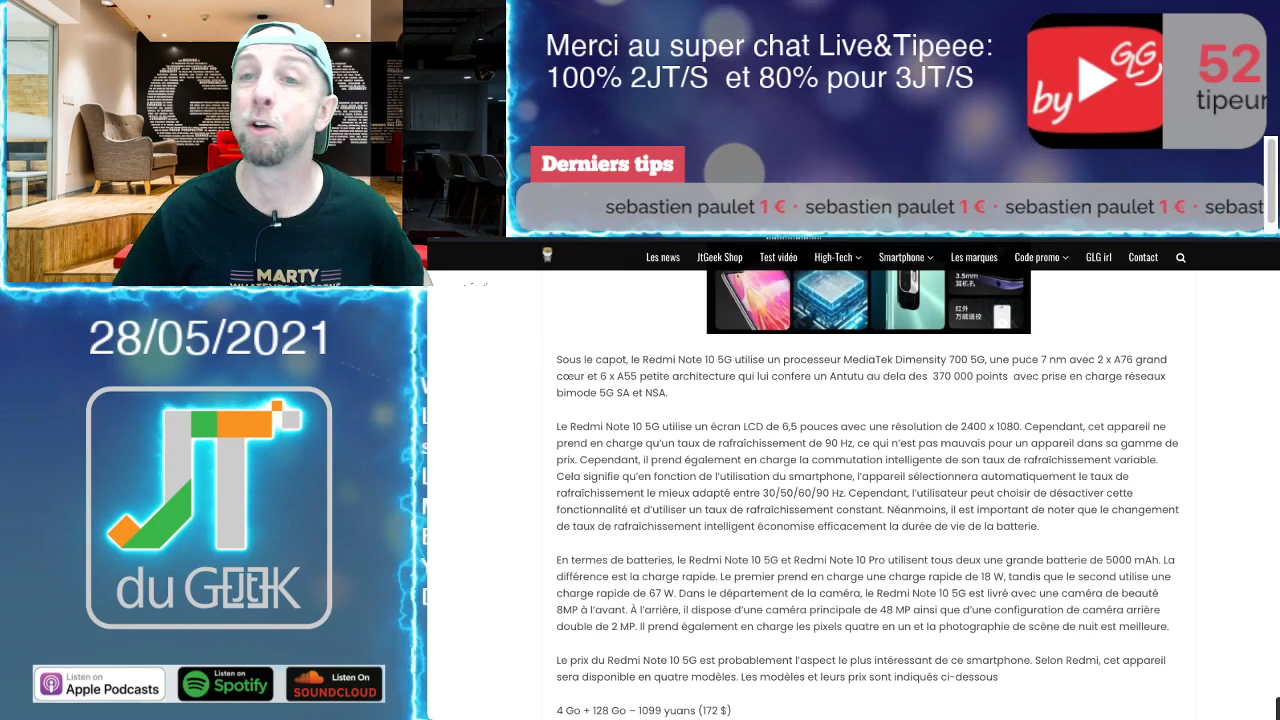 Merci au super chat Live&Tipeee:
100% 2JT/S et 80% pour 3JT/S
by GLG
52
tipeur
Derniers tips
sebastien paulet 1 € · sebastien paulet 1 € · sebastien paulet 1 € · sebast
MARTY
WHATEVER HAPPENS
Les news JtGeek Shop Test vidéo High-Tech Smartphone Les marques Code promo GLG irl Contact
3.5mm
耳机孔
红外
万能遥控
28/05/2021
JT
du GEEK
Listen on
Apple Podcasts
Listen on
Spotify
Listen On
SOUNDCLOUD
Sous le capot, le Redmi Note 10 5G utilise un processeur MediaTek Dimensity 700 5G, une puce 7 nm avec 2 x A76 grand
cœur et 6 x A55 petite architecture qui lui confere un Antutu au dela des 370 000 points avec prise en charge réseaux
bimode 5G SA et NSA.
Le Redmi Note 10 5G utilise un écran LCD de 6,5 pouces avec une résolution de 2400 x 1080. Cependant, cet appareil ne
prend en charge qu'un taux de rafraîchissement de 90 Hz, ce qui n'est pas mauvais pour un appareil dans sa gamme de
prix. Cependant, il prend également en charge la commutation intelligente de son taux de rafraîchissement variable.
Cela signifie qu'en fonction de l'utilisation du smartphone, l'appareil sélectionnera automatiquement le taux de
rafraîchissement le mieux adapté entre 30/50/60/90 Hz. Cependant, l'utilisateur peut choisir de désactiver cette
fonctionnalité et d'utiliser un taux de rafraîchissement constant. Néanmoins, il est important de noter que le changement
de taux de rafraîchissement intelligent économise efficacement la durée de vie de la batterie.
En termes de batteries, le Redmi Note 10 5G et Redmi Note 10 Pro utilisent tous deux une grande batterie de 5000 mAh. La
différence est la charge rapide. Le premier prend en charge une charge rapide de 18 W, tandis que le second utilise une
charge rapide de 67 W. Dans le département de la caméra, le Redmi Note 10 5G est livré avec une caméra de beauté
8MP à l'avant. À l'arrière, il dispose d'une caméra principale de 48 MP ainsi que d'une configuration de caméra arrière
double de 2 MP. Il prend également en charge les pixels quatre en un et la photographie de scène de nuit est meilleure.
Le prix du Redmi Note 10 5G est probablement l'aspect le plus intéressant de ce smartphone. Selon Redmi, cet appareil
sera disponible en quatre modèles. Les modèles et leurs prix sont indiqués ci-dessous
4 Go + 128 Go – 1099 yuans (172 $)